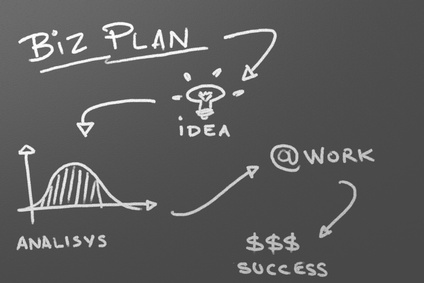 BIZ PLAN
IDEA
ANALISYS
@WORK
$$$
SUCCESS